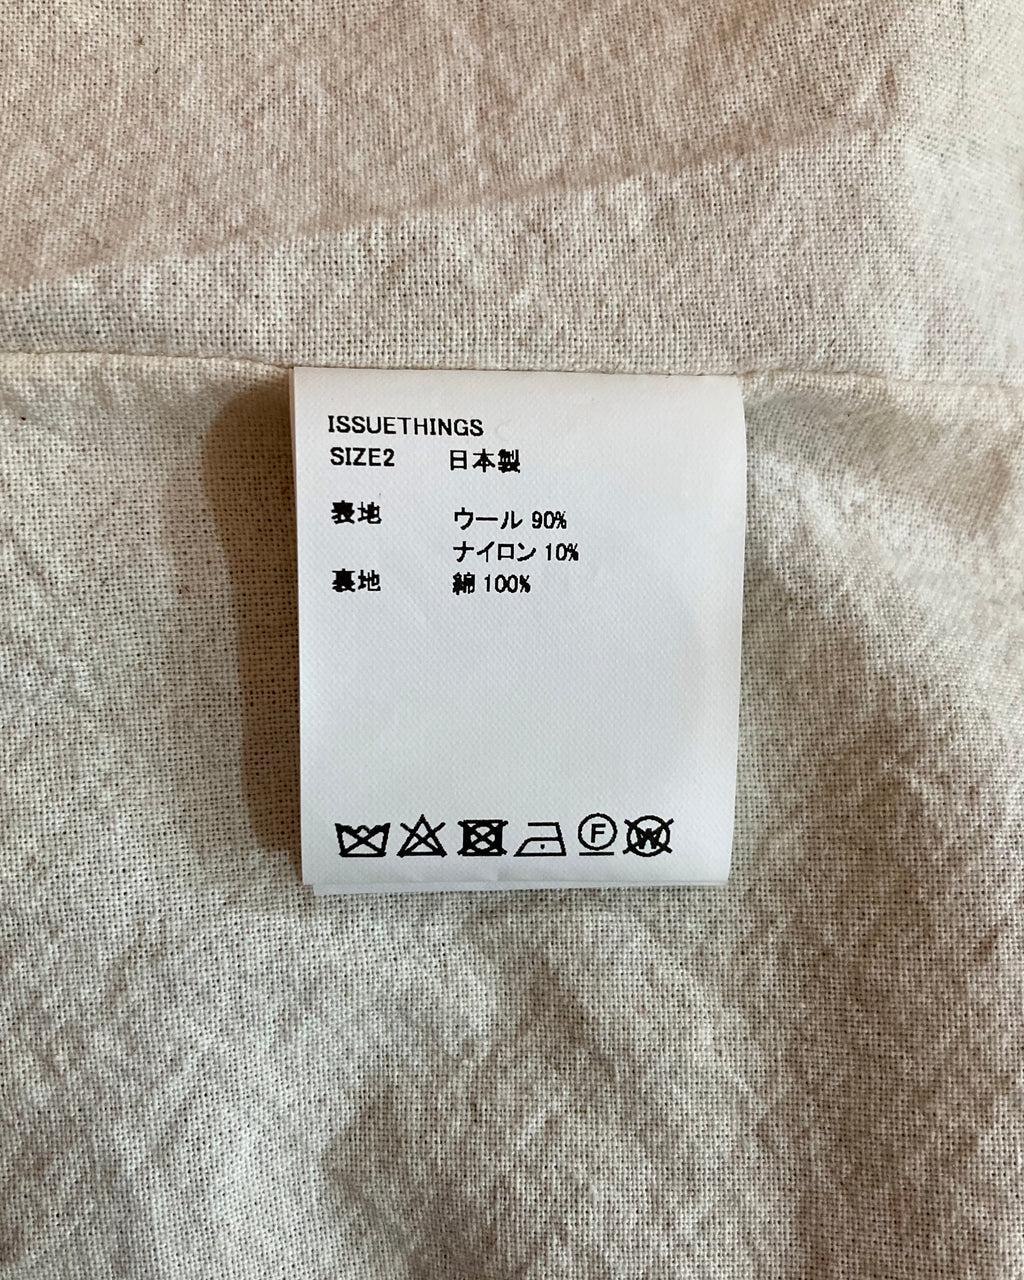 ISSUETHINGS
SIZE2 日本製
表地 ウール 90%
ナイロン 10%
裏地 綿 100%
F W